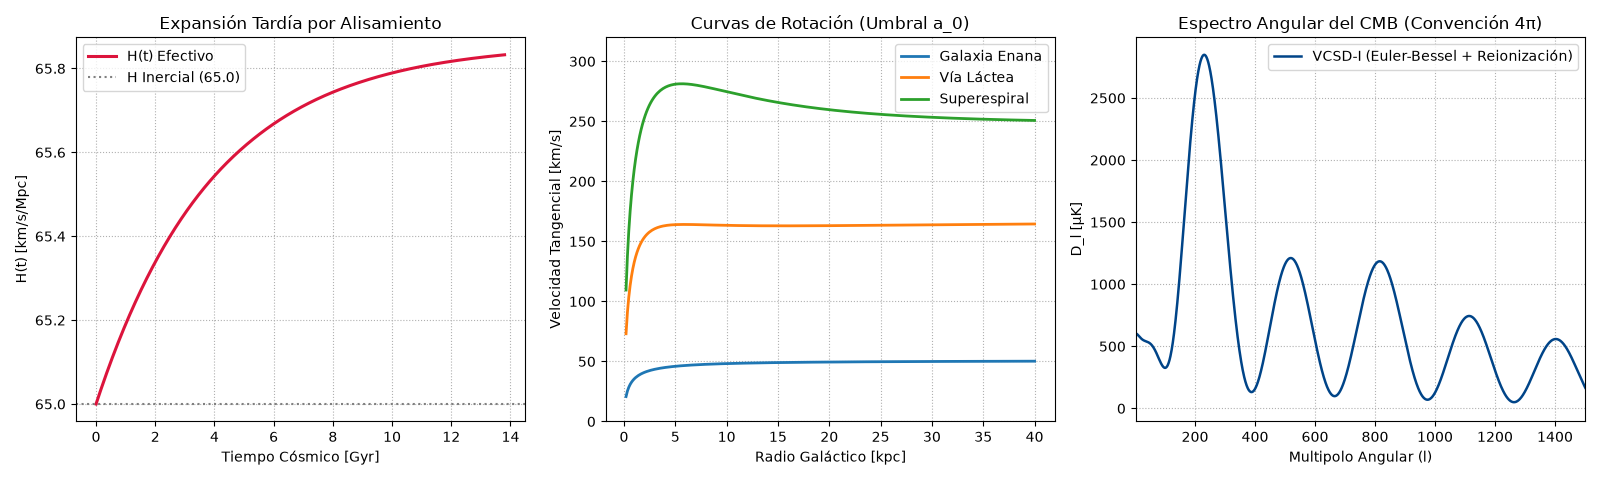 Expansión Tardía por Alisamiento
H(t) Efectivo
H Inercial (65.0)
H(t) [km/s/Mpc]
65.8
65.6
65.4
65.2
65.0
0 2 4 6 8 10 12 14
Tiempo Cósmico [Gyr]
Curvas de Rotación (Umbral a_0)
Galaxia Enana
Vía Láctea
Superespiral
Velocidad Tangencial [km/s]
300
250
200
150
100
50
0
0 5 10 15 20 25 30 35 40
Radio Galáctico [kpc]
Espectro Angular del CMB (Convención 4π)
VCSD-I (Euler-Bessel + Reionización)
D_l [μK]
2500
2000
1500
1000
500
0
200 400 600 800 1000 1200 1400
Multipolo Angular (l)